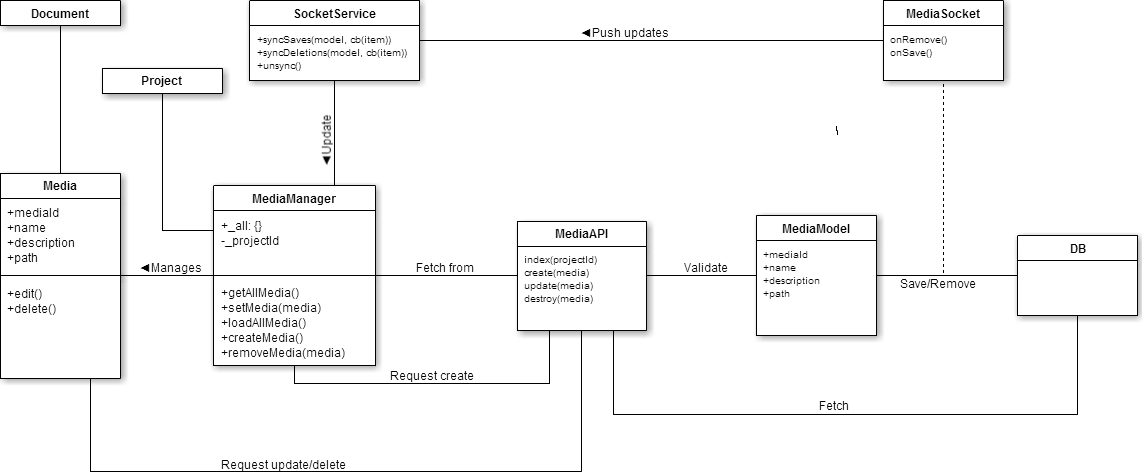 Document
SocketService
+syncSaves(model, cb(item))
+syncDeletions(model, cb(item))
+unsync()
◄Push updates
MediaSocket
onRemove()
onSave()
Project
◄Update
Media
+mediaId
+name
+description
+path
+edit()
+delete()
◄Manages
MediaManager
+_all: {}
-_projectId
+getAllMedia()
+setMedia(media)
+loadAllMedia()
+createMedia()
+removeMedia(media)
Fetch from
MediaAPI
index(projectId)
create(media)
update(media)
destroy(media)
Validate
MediaModel
+mediaId
+name
+description
+path
Save/Remove
DB
Request create
Fetch
Request update/delete